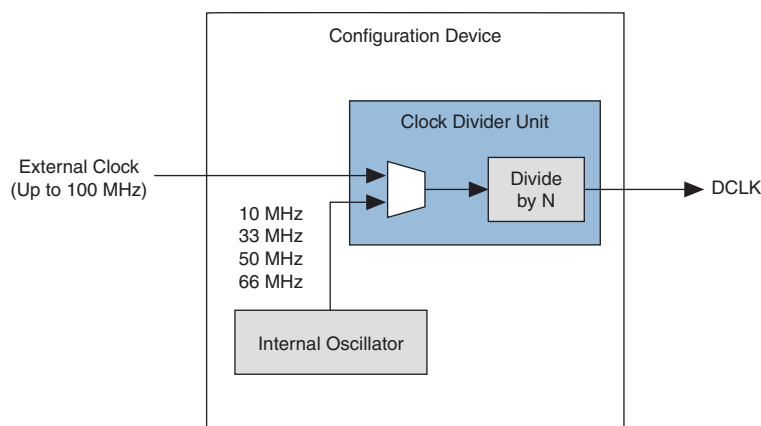 Configuration Device
Clock Divider Unit
External Clock
(Up to 100 MHz)
Divide
by N
DCLK
10 MHz
33 MHz
50 MHz
66 MHz
Internal Oscillator